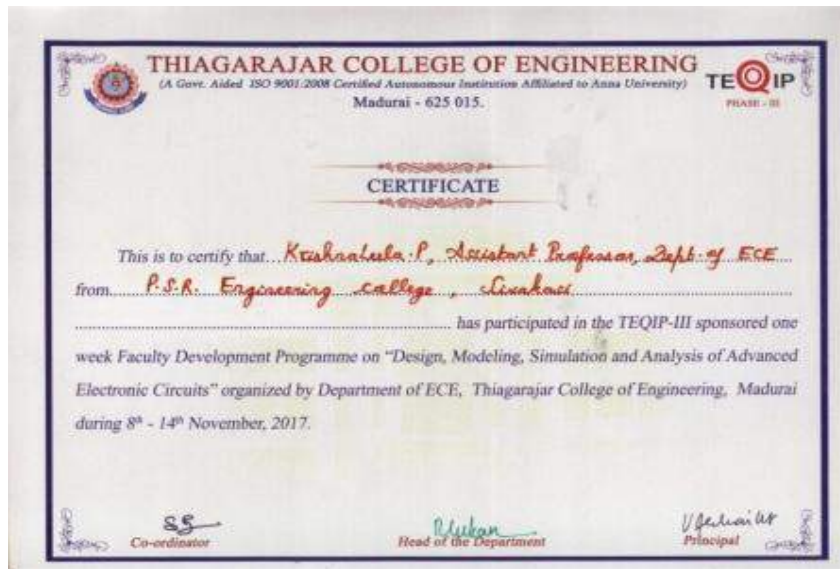 THIAGARAJAR COLLEGE OF ENGINEERING
(A Govt. Aided ISO 9001:2008 Certified Autonomous Institution Affiliated to Anna University)
Madurai - 625 015.
TEQIP
PHASE - III
CERTIFICATE
This is to certify that Krishnaleela.P, Assistant Professor, Dept. of ECE
from P.S.R. Engineering college, Sivakasi
has participated in the TEQIP-III sponsored one
week Faculty Development Programme on “Design, Modeling, Simulation and Analysis of Advanced
Electronic Circuits” organized by Department of ECE, Thiagarajar College of Engineering, Madurai
during 8th - 14th November, 2017.
Co-ordinator
Head of the Department
Principal